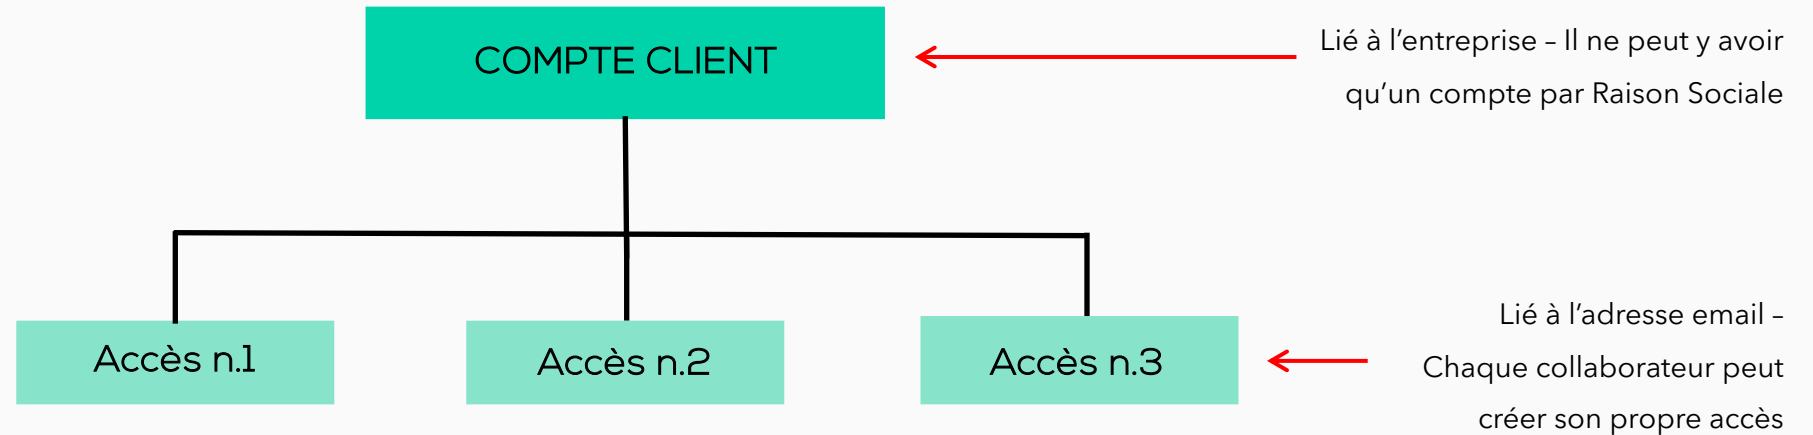 COMPTE CLIENT
Lié à l’entreprise – Il ne peut y avoir
qu’un compte par Raison Sociale
Accès n.1
Accès n.2
Accès n.3
Lié à l’adresse email –
Chaque collaborateur peut
créer son propre accès